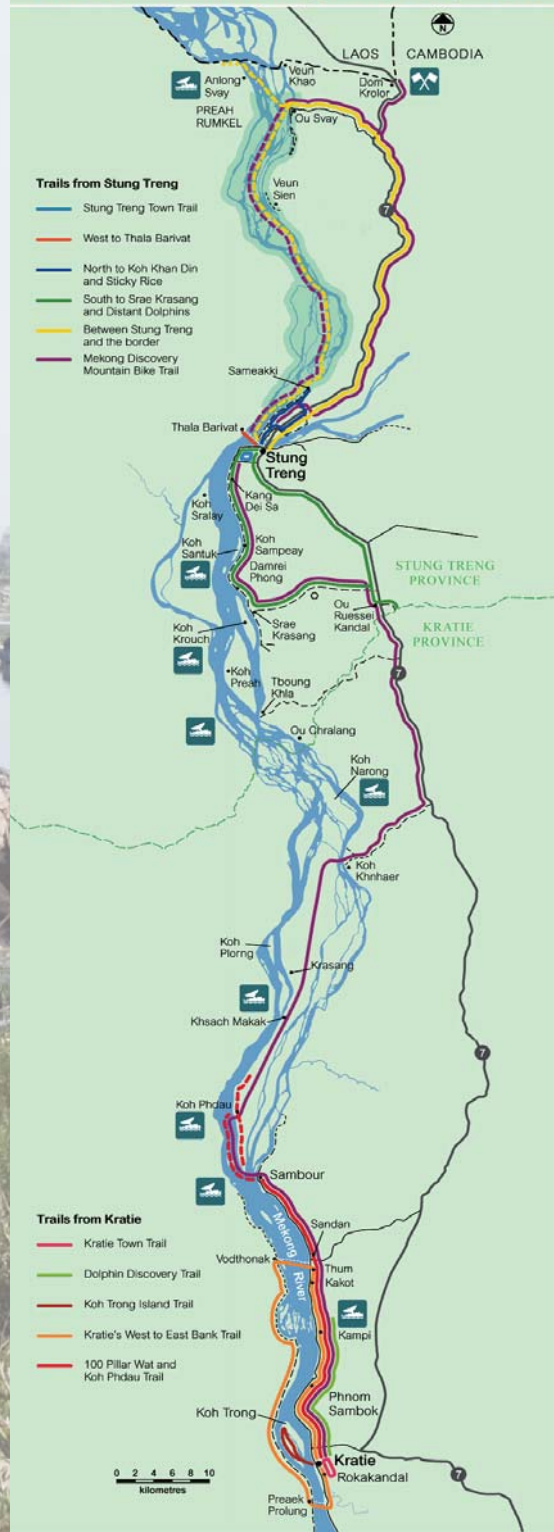 N
LAOS CAMBODIA
Anlong
Svay
Veun
Khao
Dom
Krolor
PREAH
RUMKEL
Ou Svay
Trails from Stung Treng
Stung Treng Town Trail
West to Thala Barivat
North to Koh Khan Din
and Sticky Rice
South to Srae Krasang
and Distant Dolphins
Between Stung Treng
and the border
Mekong Discovery
Mountain Bike Trail
Veun
Sien
7
Sameakki
Thala Barivat
Stung
Treng
Kang
Dei Sa
Koh
Sralay
Koh
Santuk
Koh
Sampeay
Damrei
Phong
STUNG TRENG
PROVINCE
Ou
Ruessei
Kandal
KRATIE
PROVINCE
Srae
Krasang
Koh
Krouch
Koh
Preah
Tboung
Khla
7
Ou Chralang
Koh
Narong
Koh
Khnhaer
Koh
Plorng
Krasang
Khsach Makak
7
Koh Phdau
Sambour
Trails from Kratie
Kratie Town Trail
Dolphin Discovery Trail
Koh Trong Island Trail
Kratie's West to East Bank Trail
100 Pillar Wat and
Koh Phdau Trail
Mekong
River
Sandan
Vodthonak
Thum
Kakot
Kampi
Phnom
Sambok
Koh Trong
Kratie
Rokakandal
7
Preaek
Prolung
0 2 4 6 8 10
kilometres